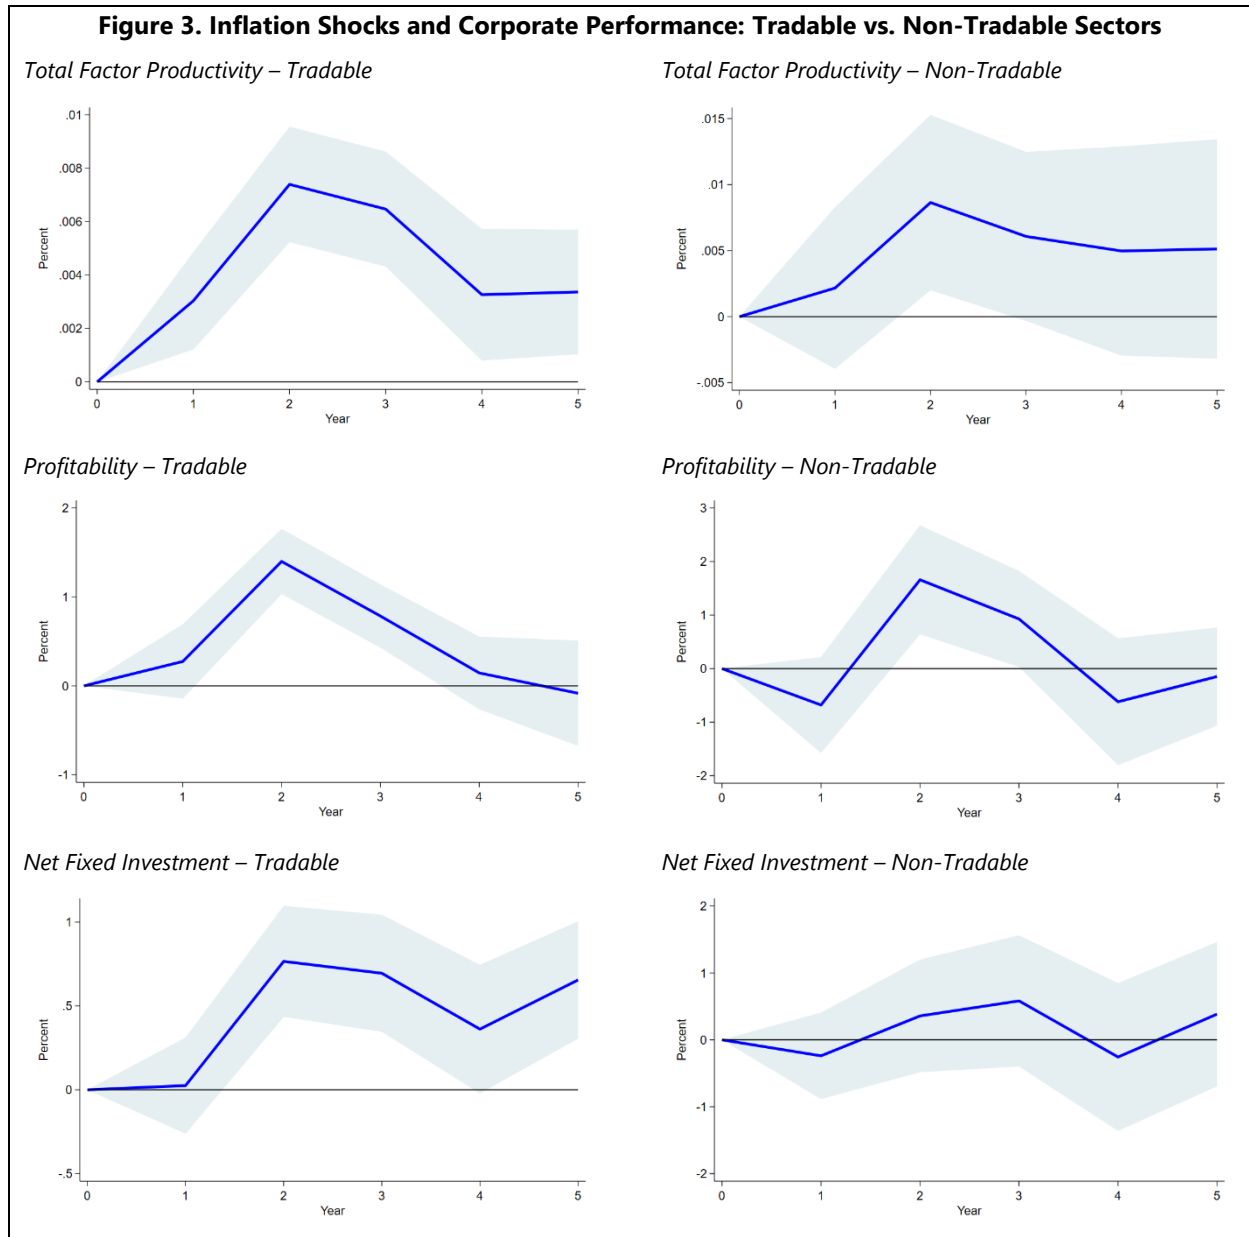 Figure 3. Inflation Shocks and Corporate Performance: Tradable vs. Non-Tradable Sectors
Total Factor Productivity – Tradable
.01
.008
.006
.004
.002
0
Percent
0 1 2 3 4 5
Year
Total Factor Productivity – Non-Tradable
.015
.01
.005
0
-.005
Percent
0 1 2 3 4 5
Year
Profitability – Tradable
2
1
0
-1
Percent
0 1 2 3 4 5
Year
Profitability – Non-Tradable
3
2
1
0
-1
-2
Percent
0 1 2 3 4 5
Year
Net Fixed Investment – Tradable
1
.5
0
-.5
Percent
0 1 2 3 4 5
Year
Net Fixed Investment – Non-Tradable
2
1
0
-1
-2
Percent
0 1 2 3 4 5
Year